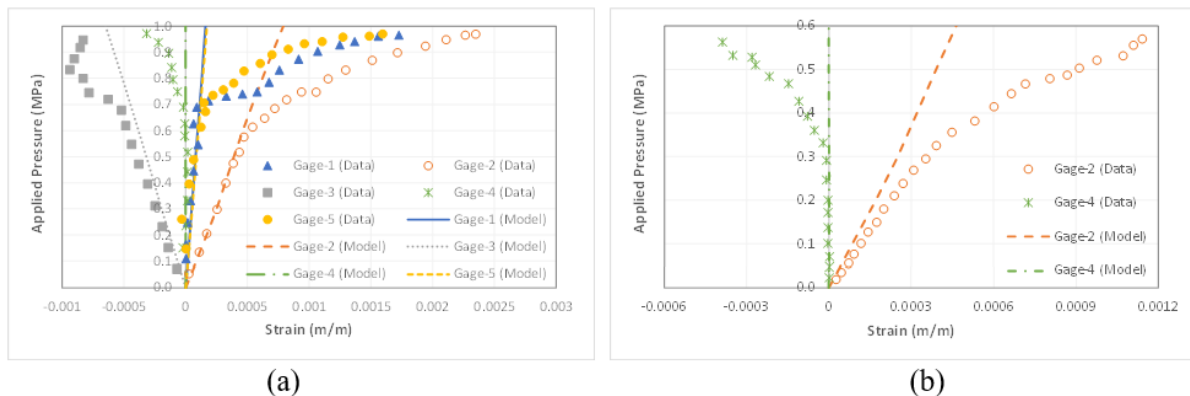 1.0
0.9
0.8
0.7
0.6
0.5
0.4
0.3
0.2
0.1
0.0
Applied Pressure (MPa)
Gage-1 (Data)
Gage-2 (Data)
Gage-3 (Data)
Gage-4 (Data)
Gage-5 (Data)
Gage-1 (Model)
Gage-2 (Model)
Gage-3 (Model)
Gage-4 (Model)
Gage-5 (Model)
-0.001 -0.0005 0 0.0005 0.001 0.0015 0.002 0.0025 0.003
Strain (m/m)
(a)
0.6
0.5
0.4
0.3
0.2
0.1
0.0
Applied Pressure (MPa)
Gage-2 (Data)
Gage-4 (Data)
Gage-2 (Model)
Gage-4 (Model)
-0.0006 -0.0003 0 0.0003 0.0006 0.0009 0.0012
Strain (m/m)
(b)